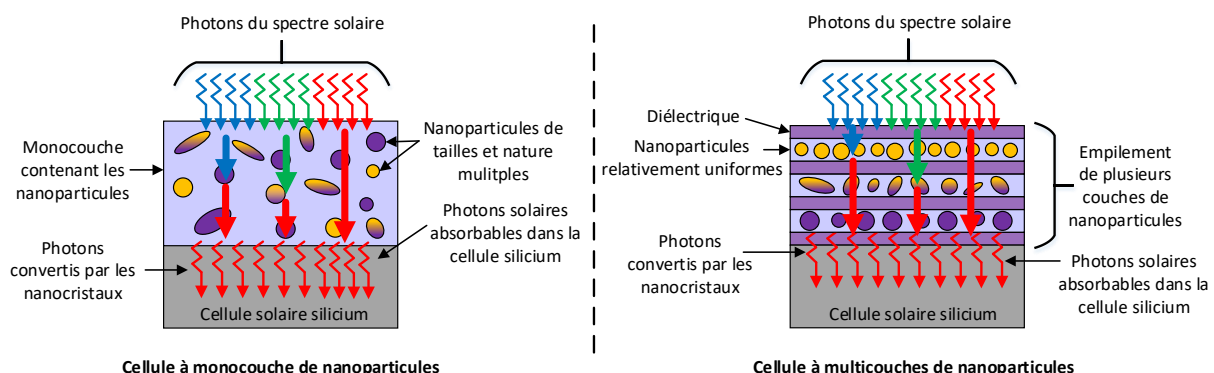 Photons du spectre solaire
Monocouche
contenant les
nanoparticules
Nanoparticules de
tailles et nature
mulitples
Photons solaires
absorbables dans la
cellule silicium
Photons
convertis par les
nanocristaux
Cellule solaire silicium
Cellule à monocouche de nanoparticules
Photons du spectre solaire
Diélectrique
Nanoparticules
relativement uniformes
Empilement
de plusieurs
couches de
nanoparticules
Photons
convertis par les
nanocristaux
Photons solaires
absorbables dans la
cellule silicium
Cellule solaire silicium
Cellule à multicouches de nanoparticules